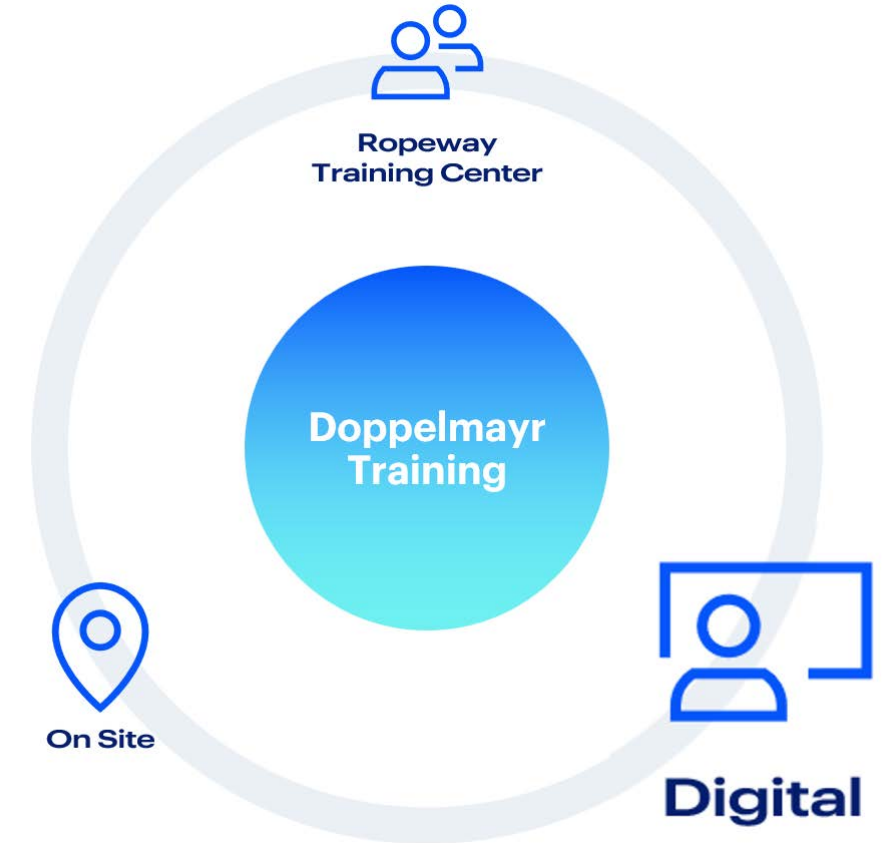 Ropeway
Training Center
Doppelmayr
Training
On Site
Digital